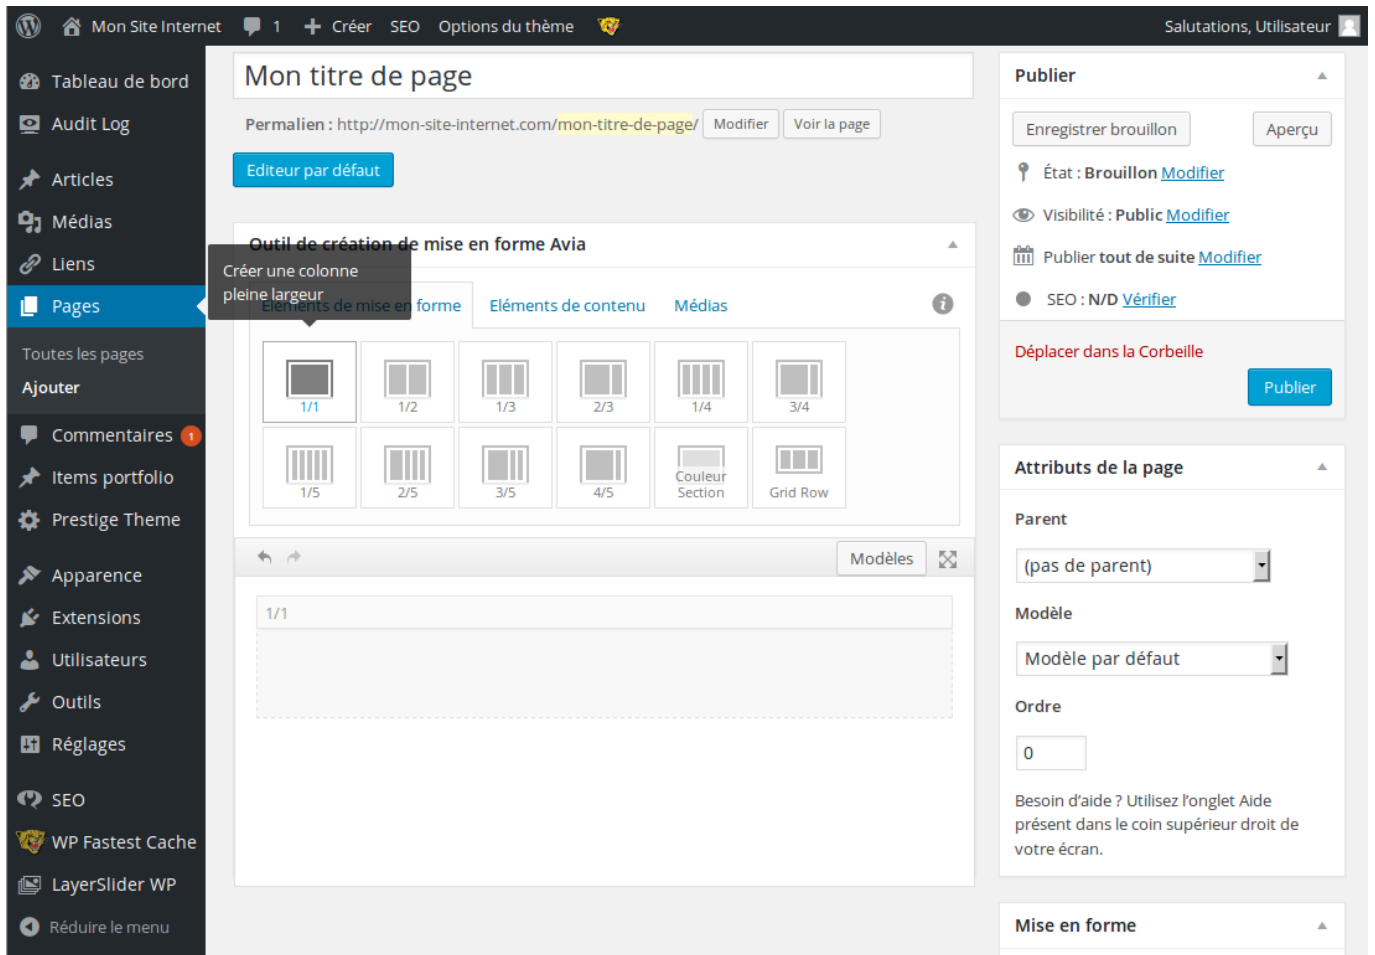 Mon Site Internet
1
Créer
SEO
Options du thème
Salutations, Utilisateur
Tableau de bord
Audit Log
Articles
Médias
Liens
Pages
Toutes les pages
Ajouter
Commentaires 1
Items portfolio
Prestige Theme
Apparence
Extensions
Utilisateurs
Outils
Réglages
SEO
WP Fastest Cache
LayerSlider WP
Réduire le menu
Mon titre de page
Permalien : http://mon-site-internet.com/mon-titre-de-page/ Modifier Voir la page
Editeur par défaut
Outil de création de mise en forme Avia
Créer une colonne
pleine largeur
Eléments de mise en forme Eléments de contenu Médias
1/1 1/2 1/3 2/3 1/4 3/4
1/5 2/5 3/5 4/5 Couleur Section Grid Row
Modèles
1/1
Publier
Enregistrer brouillon Aperçu
État : Brouillon Modifier
Visibilité : Public Modifier
Publier tout de suite Modifier
SEO : N/D Vérifier
Déplacer dans la Corbeille
Publier
Attributs de la page
Parent
(pas de parent)
Modèle
Modèle par défaut
Ordre
0
Besoin d’aide ? Utilisez l’onglet Aide
présent dans le coin supérieur droit de
votre écran.
Mise en forme